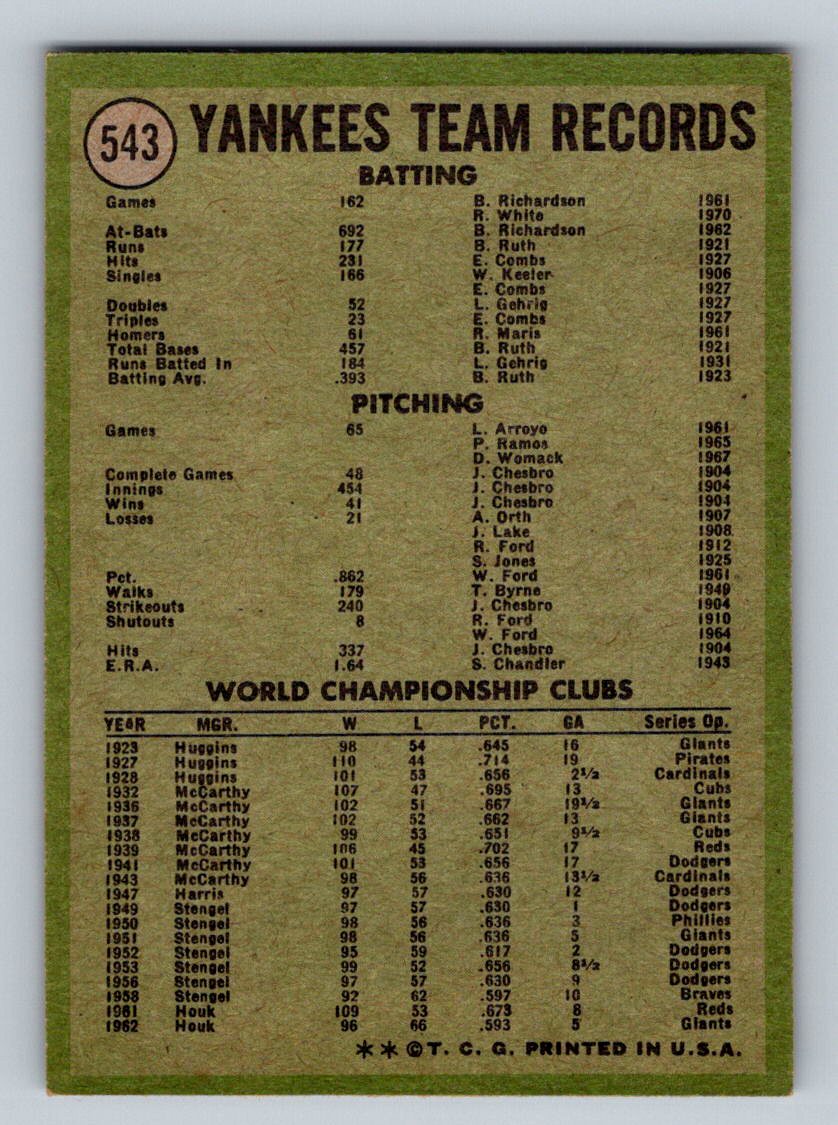 543 YANKEES TEAM RECORDS
BATTING
Games 162 B. Richardson 1961
R. White 1970
At-Bats 692 B. Richardson 1962
Runs 177 B. Ruth 1921
Hits 231 E. Combs 1927
Singles 166 W. Keeler 1906
E. Combs 1927
Doubles 52 L. Gehrig 1927
Triples 23 E. Combs 1927
Homers 61 R. Maris 1961
Total Bases 457 B. Ruth 1921
Runs Batted In 184 L. Gehrig 1931
Batting Avg. .393 B. Ruth 1923
PITCHING
Games 65 L. Arroyo 1961
P. Ramos 1965
D. Womack 1967
Complete Games 48 J. Chesbro 1904
Innings 454 J. Chesbro 1904
Wins 41 J. Chesbro 1904
Losses 21 A. Orth 1907
J. Lake 1908
R. Ford 1912
S. Jones 1925
Pct. .862 W. Ford 1961
Walks 179 T. Byrne 1949
Strikeouts 240 J. Chesbro 1904
Shutouts 8 R. Ford 1910
W. Ford 1964
Hits 337 J. Chesbro 1904
E.R.A. 1.64 S. Chandler 1943
WORLD CHAMPIONSHIP CLUBS
YEAR MGR. W L PCT. GA Series Op.
1923 Huggins 98 54 .645 16 Giants
1927 Huggins 110 44 .714 19 Pirates
1928 Huggins 101 53 .656 2½ Cardinals
1932 McCarthy 107 47 .695 13 Cubs
1936 McCarthy 102 51 .667 19½ Giants
1937 McCarthy 102 52 .662 13 Giants
1938 McCarthy 99 53 .651 9½ Cubs
1939 McCarthy 106 45 .702 17 Reds
1941 McCarthy 101 53 .656 17 Dodgers
1943 McCarthy 98 56 .636 13½ Cardinals
1947 Harris 97 57 .630 12 Dodgers
1949 Stengel 97 57 .630 1 Dodgers
1950 Stengel 98 56 .636 3 Phillies
1951 Stengel 98 56 .636 5 Giants
1952 Stengel 95 59 .617 2 Dodgers
1953 Stengel 99 52 .656 8½ Dodgers
1956 Stengel 97 57 .630 9 Dodgers
1958 Stengel 92 62 .597 10 Braves
1961 Houk 109 53 .673 8 Reds
1962 Houk 96 66 .593 5 Giants
** ©T. C. G. PRINTED IN U.S.A.